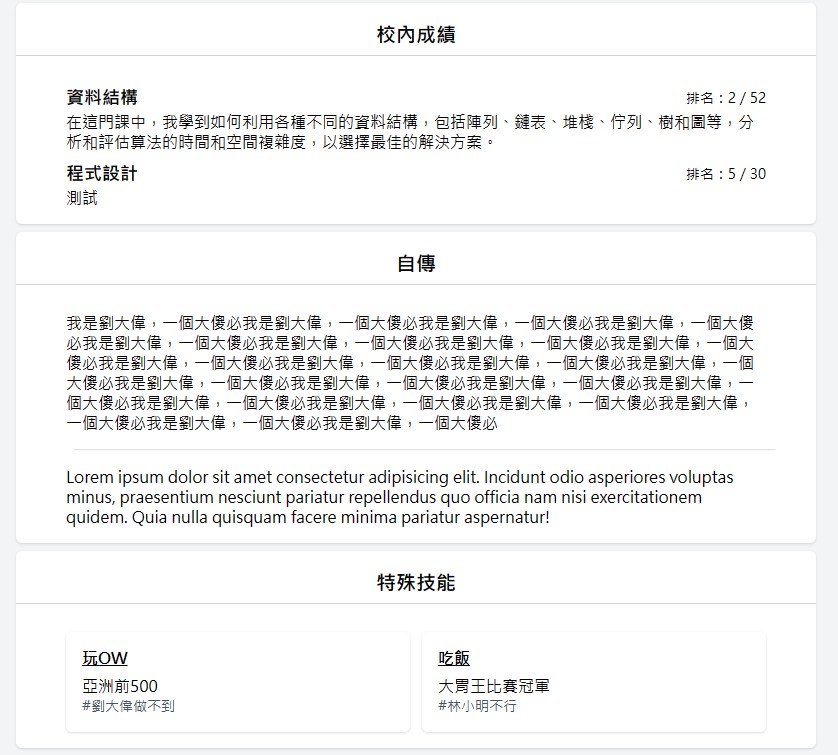 校內成績
資料結構 排名：2 / 52
在這門課中，我學到如何利用各種不同的資料結構，包括陣列、鏈表、堆棧、佇列、樹和圖等，分
析和評估算法的時間和空間複雜度，以選擇最佳的解決方案。
程式設計 排名：5 / 30
測試
自傳
我是劉大偉，一個大傻必我是劉大偉，一個大傻必我是劉大偉，一個大傻必我是劉大偉，一個大傻
必我是劉大偉，一個大傻必我是劉大偉，一個大傻必我是劉大偉，一個大傻必我是劉大偉，一個大
傻必我是劉大偉，一個大傻必我是劉大偉，一個大傻必我是劉大偉，一個大傻必我是劉大偉，一個
大傻必我是劉大偉，一個大傻必我是劉大偉，一個大傻必我是劉大偉，一個大傻必我是劉大偉，一
個大傻必我是劉大偉，一個大傻必我是劉大偉，一個大傻必我是劉大偉，一個大傻必我是劉大偉，
一個大傻必我是劉大偉，一個大傻必我是劉大偉，一個大傻必
Lorem ipsum dolor sit amet consectetur adipisicing elit. Incidunt odio asperiores voluptas
minus, praesentium nesciunt pariatur repellendus quo officia nam nisi exercitationem
quidem. Quia nulla quisquam facere minima pariatur aspernatur!
特殊技能
玩OW
亞洲前500
#劉大偉做不到
吃飯
大胃王比賽冠軍
#林小明不行